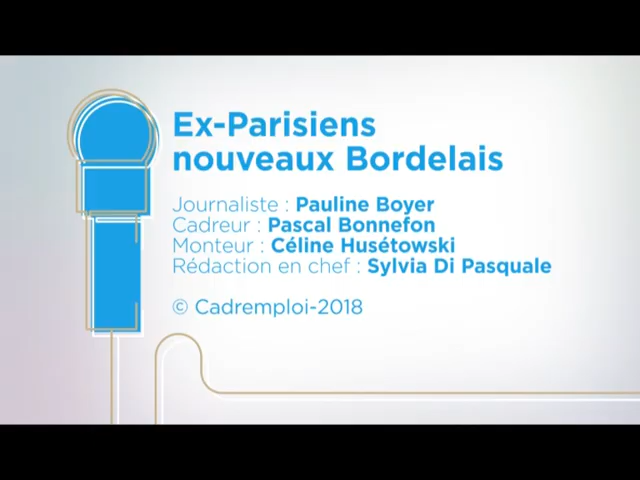 Ex-Parisiens
nouveaux Bordelais
Journaliste : Pauline Boyer
Cadreur : Pascal Bonnefon
Monteur : Céline Husétowski
Rédaction en chef : Sylvia Di Pasquale
© Cadremploi-2018